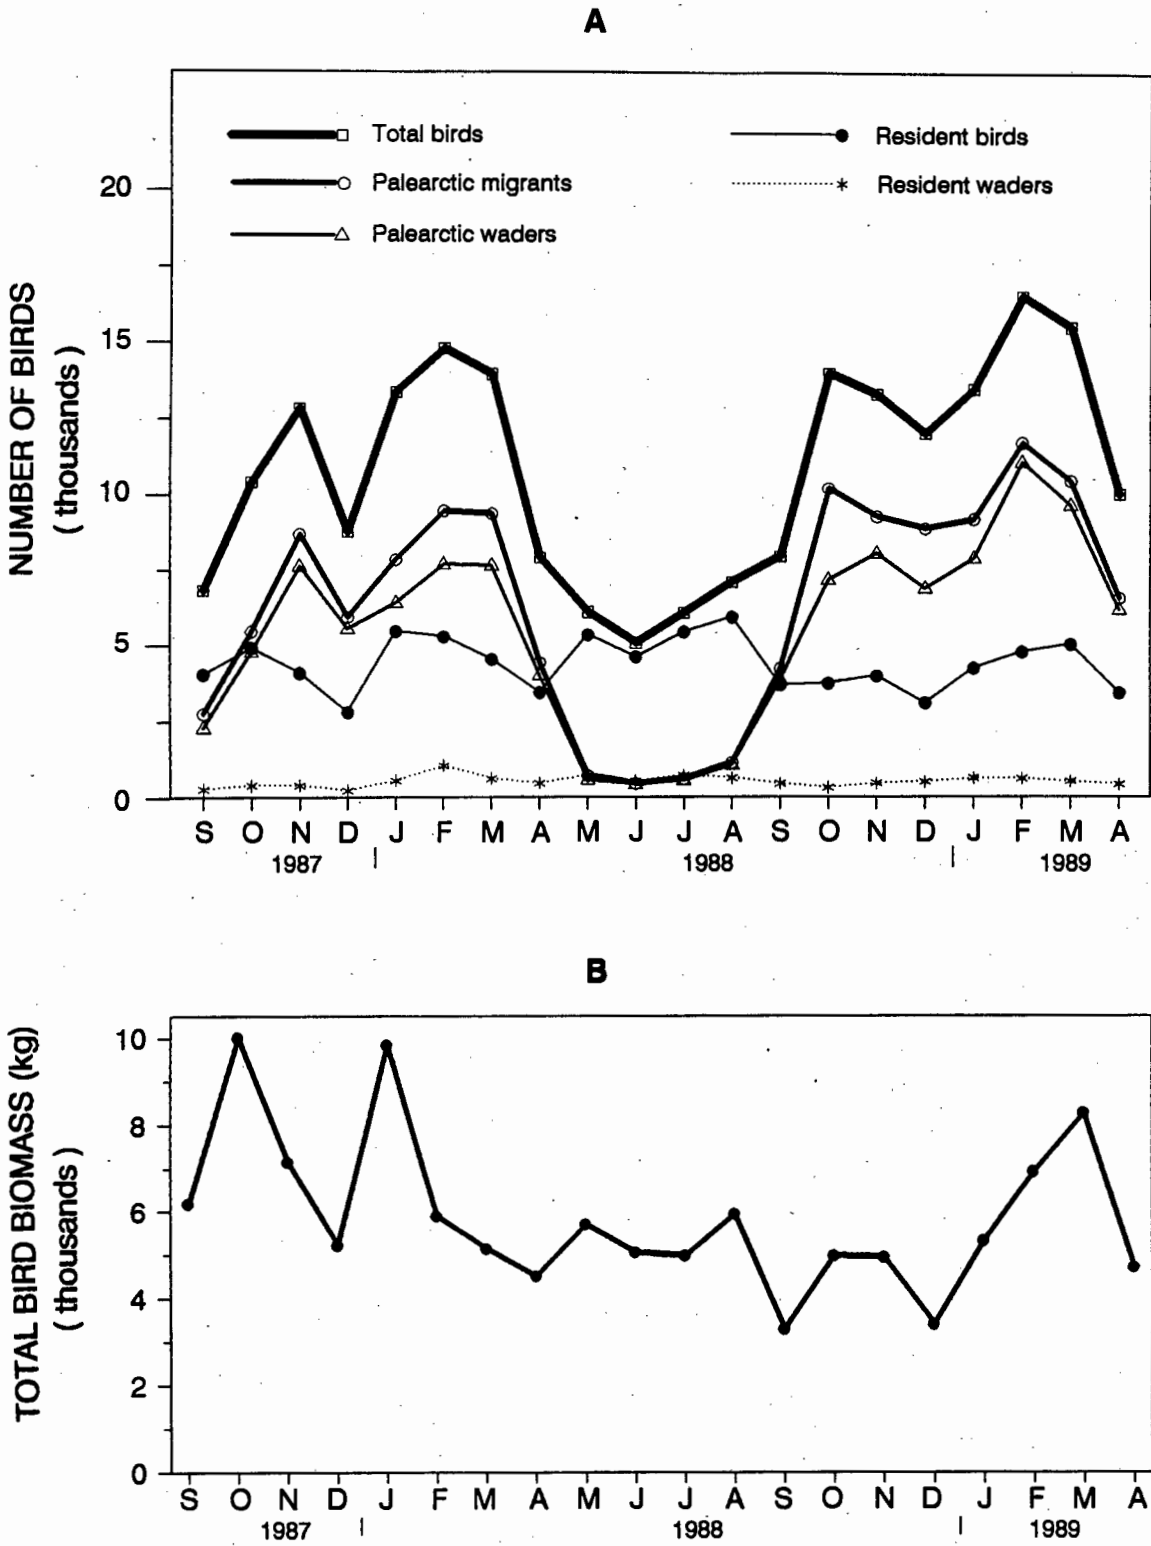 A
Total birds
Palearctic migrants
Palearctic waders
Resident birds
Resident waders
NUMBER OF BIRDS
( thousands )
20
15
10
5
0
S O N D J F M A M J J A S O N D J F M A
1987 | 1988 | 1989
B
TOTAL BIRD BIOMASS (kg)
( thousands )
10
8
6
4
2
0
S O N D J F M A M J J A S O N D J F M A
1987 | 1988 | 1989